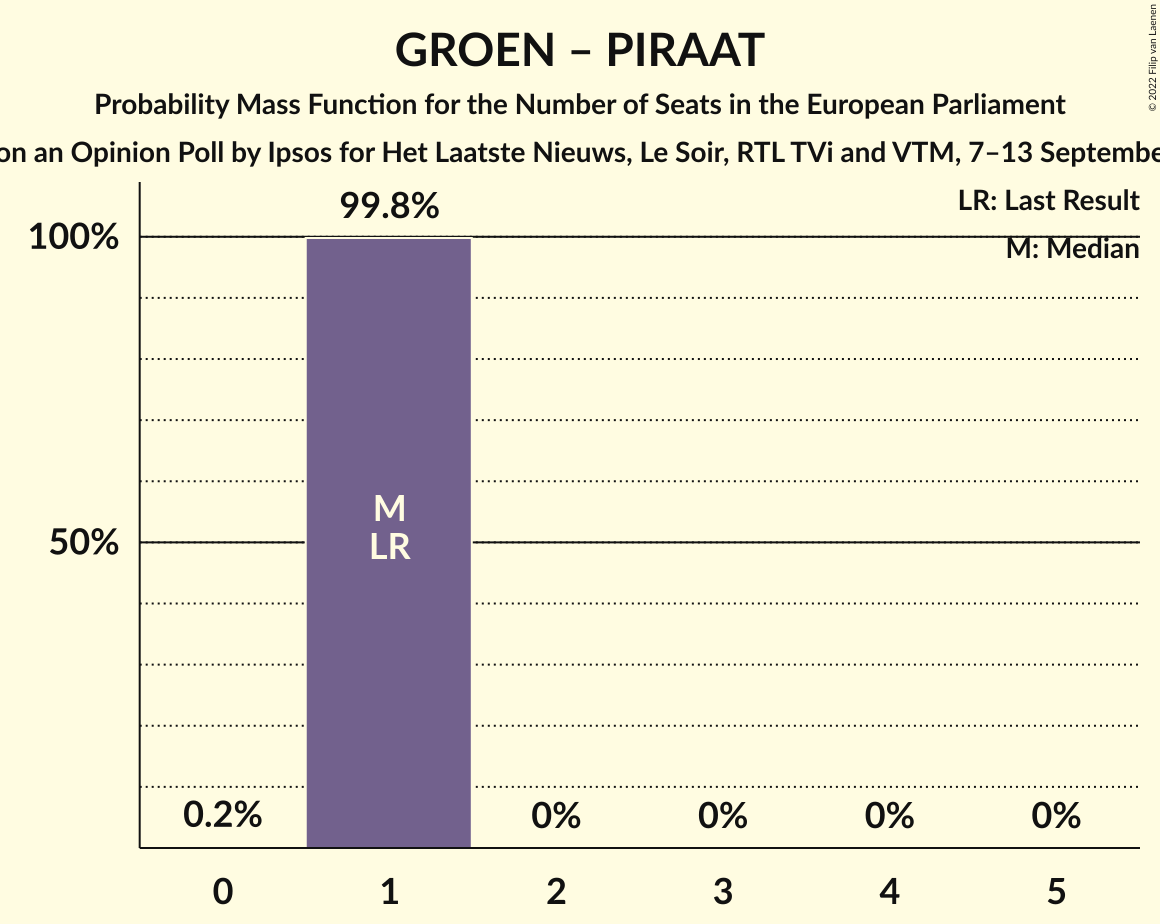 GROEN – PIRAAT
Probability Mass Function for the Number of Seats in the European Parliament
on an Opinion Poll by Ipsos for Het Laatste Nieuws, Le Soir, RTL TVi and VTM, 7–13 Septembe
© 2022 Filip van Laenen
LR: Last Result
M: Median
99.8%
100%
50%
M
LR
0.2%
0%
0%
0%
0%
0
1
2
3
4
5